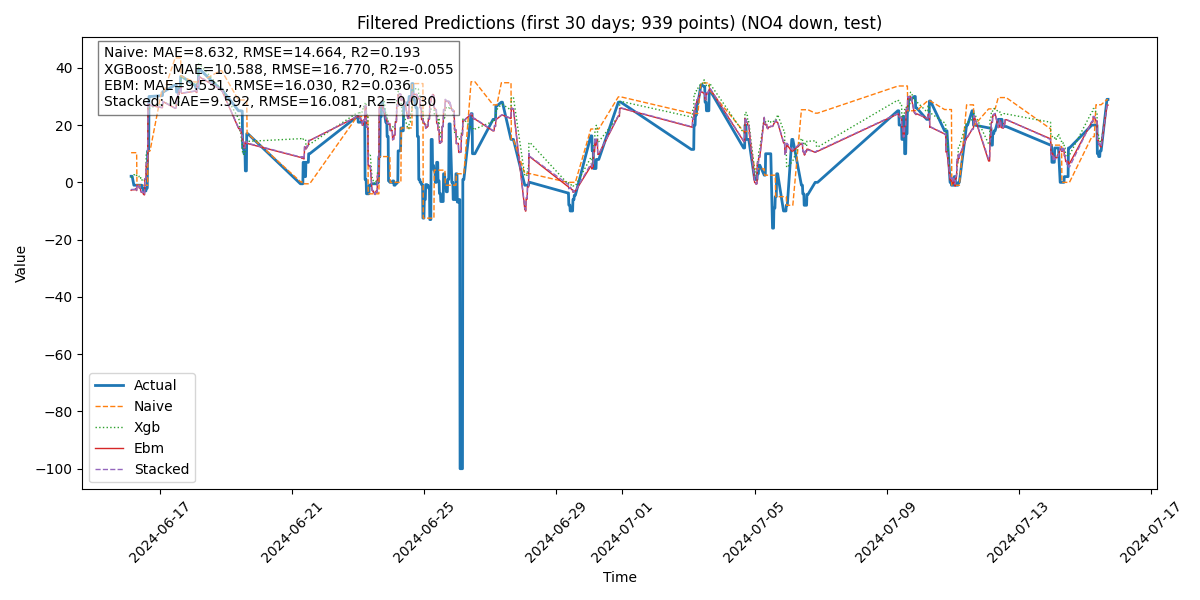 Filtered Predictions (first 30 days; 939 points) (NO4 down, test)
Naive: MAE=8.632, RMSE=14.664, R2=0.193
XGBoost: MAE=10.588, RMSE=16.770, R2=-0.055
EBM: MAE=9.531, RMSE=16.030, R2=0.036
Stacked: MAE=9.592, RMSE=16.081, R2=0.030
40
20
0
−20
−40
−60
−80
−100
Value
Actual
Naive
Xgb
Ebm
Stacked
2024-06-17
2024-06-21
2024-06-25
2024-06-29
2024-07-01
2024-07-05
2024-07-09
2024-07-13
2024-07-17
Time